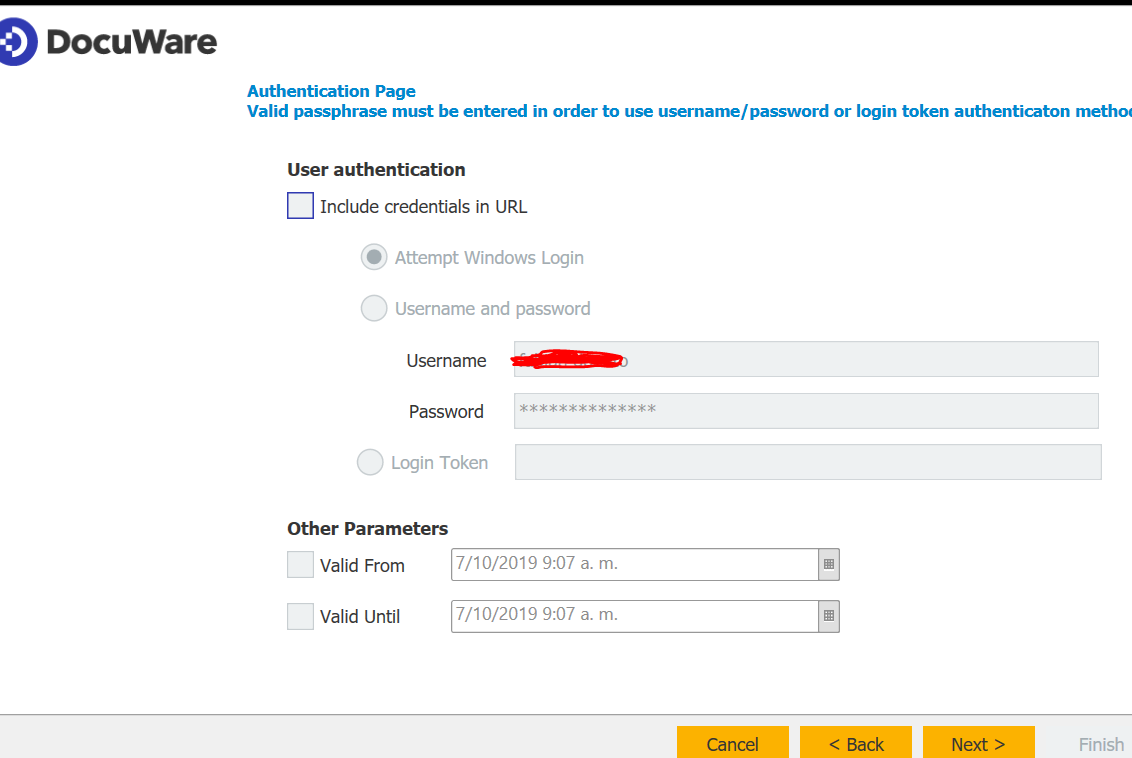 DocuWare
Authentication Page
Valid passphrase must be entered in order to use username/password or login token authenticaton
User authentication
Include credentials in URL
Attempt Windows Login
Username and password
Username
Password **************
Login Token
Other Parameters
Valid From 7/10/2019 9:07 a. m.
Valid Until 7/10/2019 9:07 a. m.
Cancel < Back Next > Finish